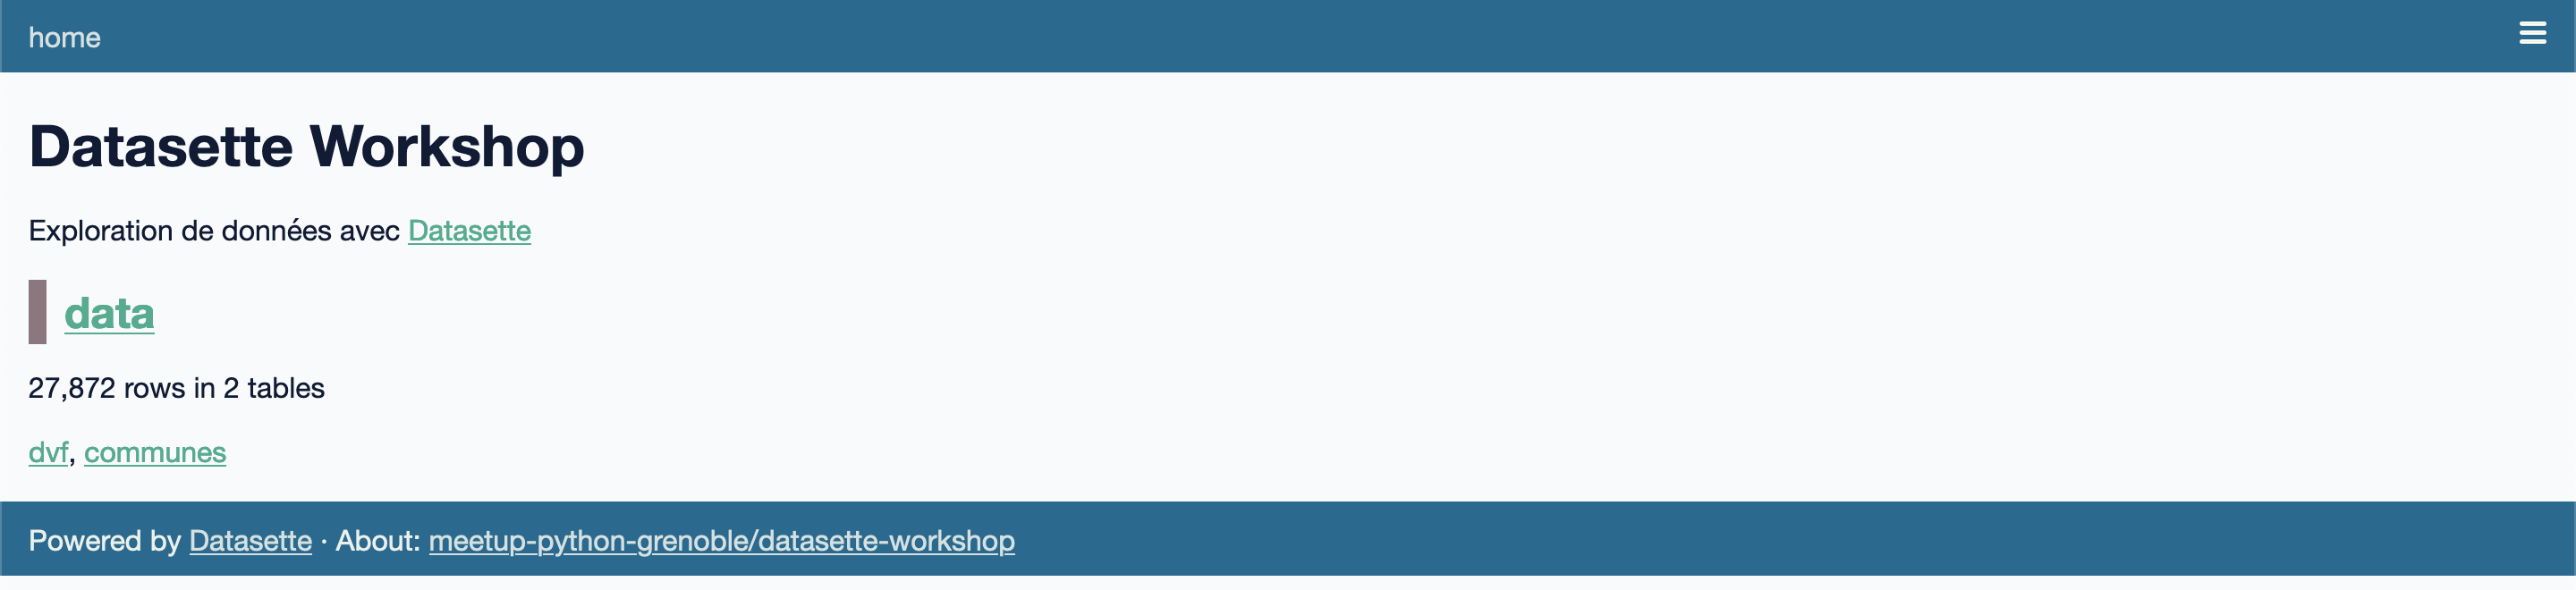 home
Datasette Workshop
Exploration de données avec Datasette
data
27,872 rows in 2 tables
dvf, communes
Powered by Datasette · About: meetup-python-grenoble/datasette-workshop